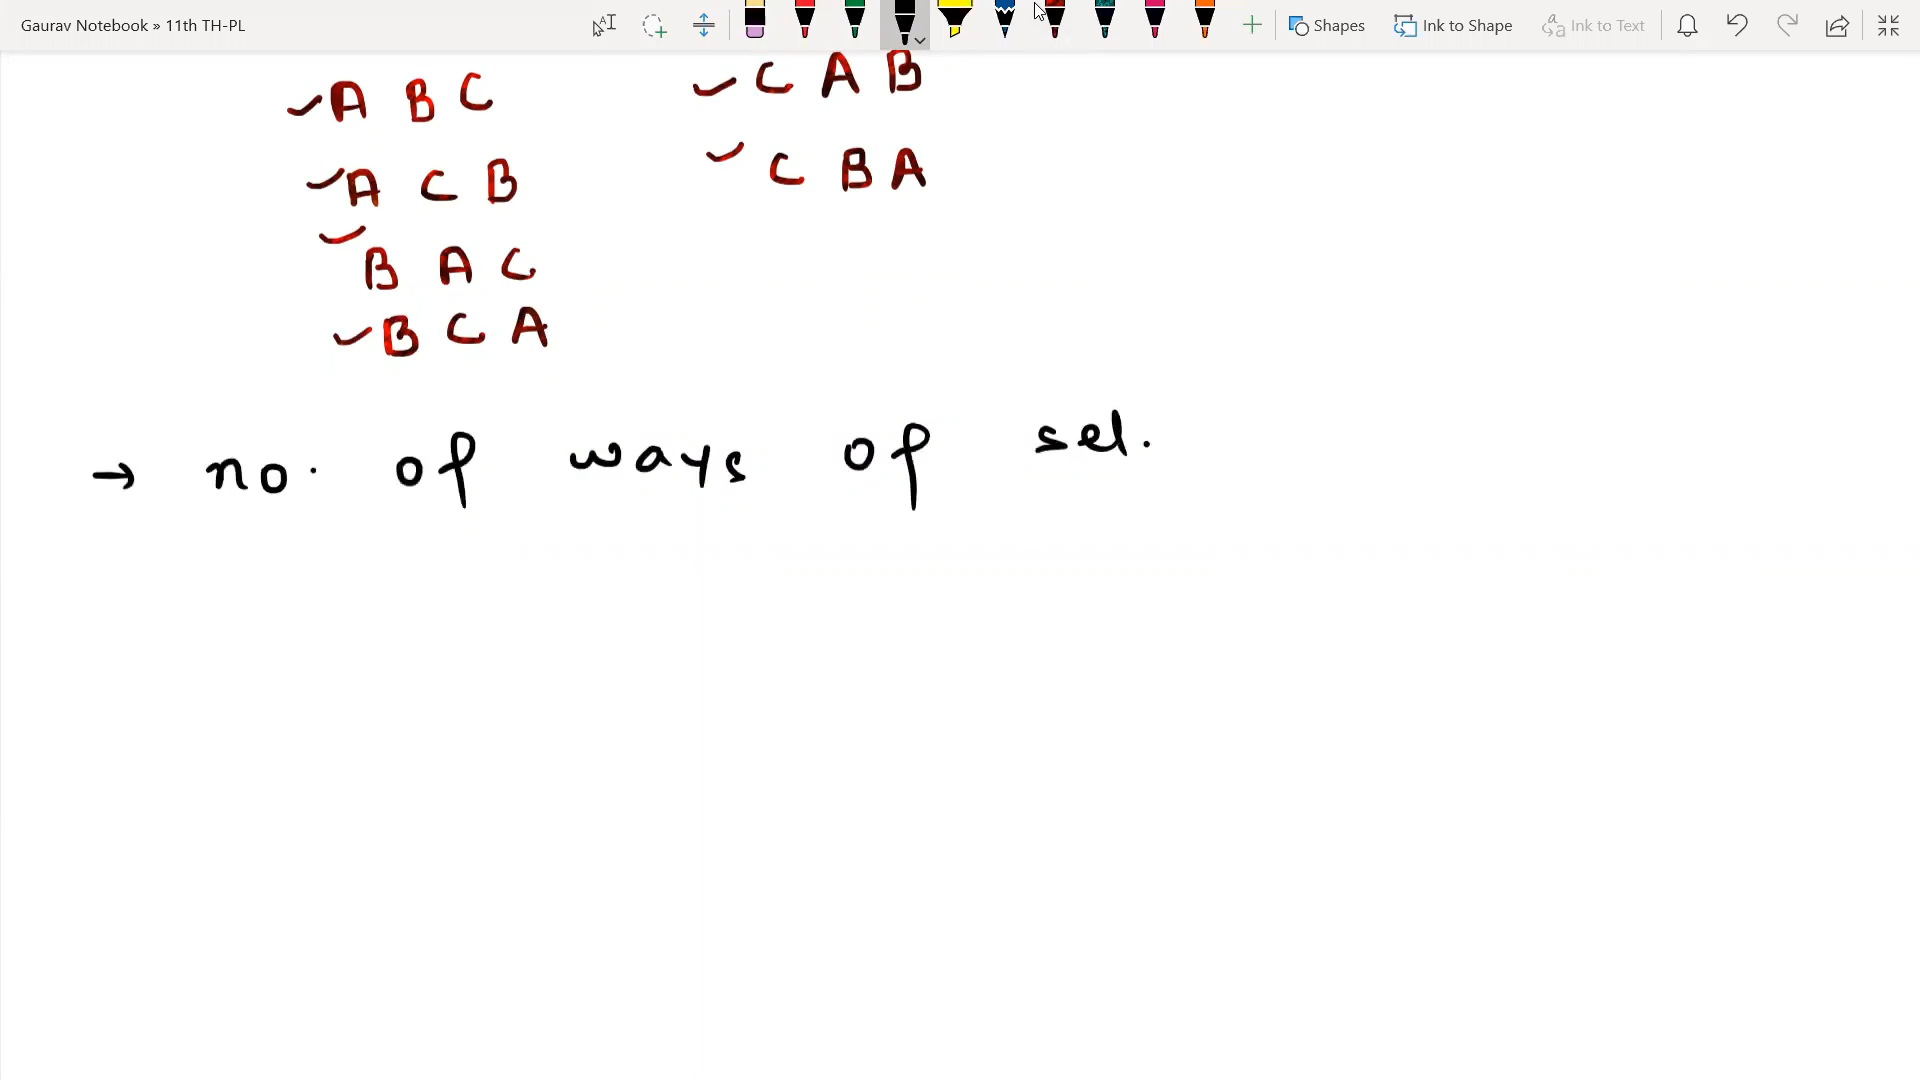 Gaurav Notebook » 11th TH-PL
Shapes
Ink to Shape
Ink to Text
A B C
A C B
B A C
B C A
C A B
C B A
→ no. of ways of sel.